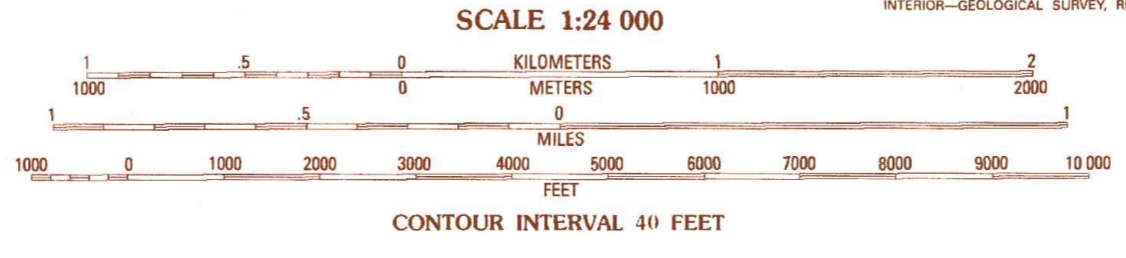 INTERIOR—GEOLOGICAL SURVEY,
SCALE 1:24 000
1 .5 0 KILOMETERS 1 2
1000 0 METERS 1000 2000
1 .5 0 1
MILES
1000 0 1000 2000 3000 4000 5000 6000 7000 8000 9000 10 000
FEET
CONTOUR INTERVAL 40 FEET